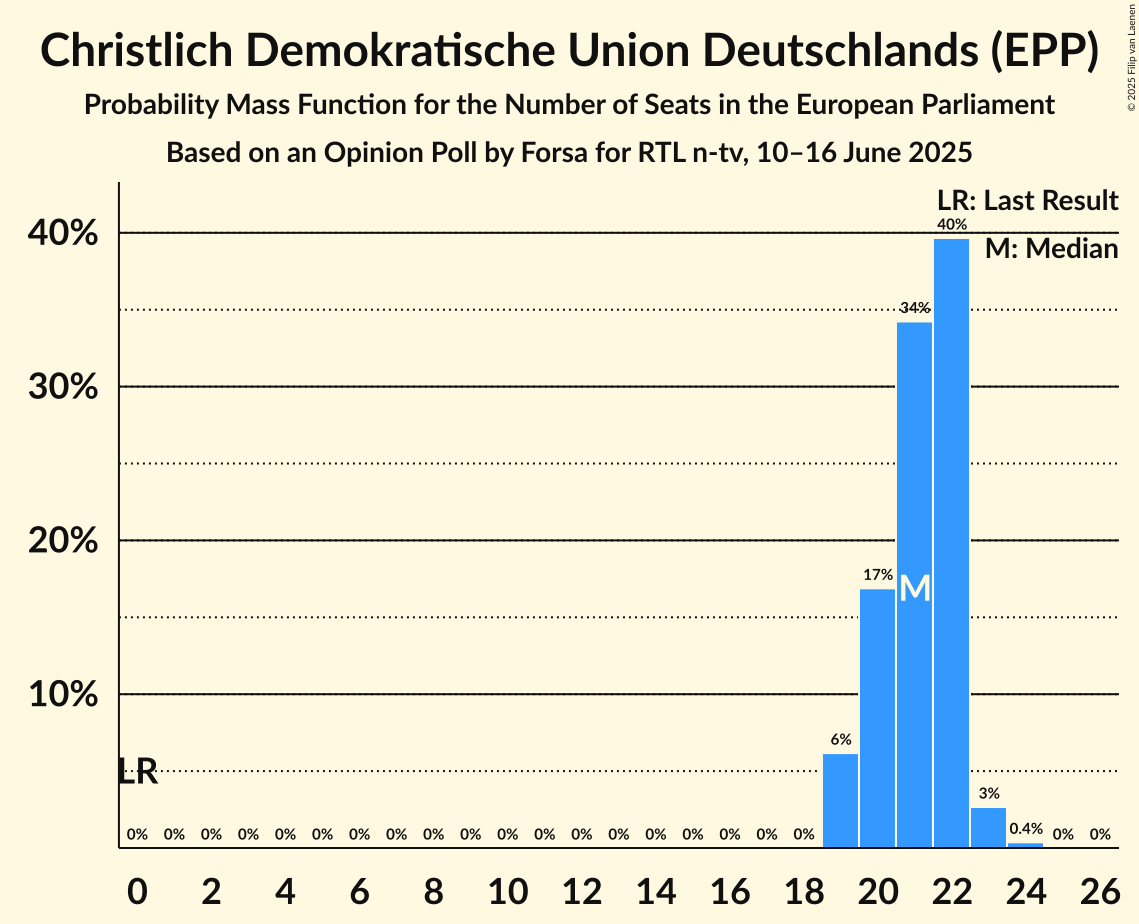 Christlich Demokratische Union Deutschlands (EPP)
Probability Mass Function for the Number of Seats in the European Parliament
Based on an Opinion Poll by Forsa for RTL n-tv, 10–16 June 2025
© 2025 Filip van Laenen
LR: Last Result
M: Median
40%
30%
20%
10%
LR
M
0% 0% 0% 0% 0% 0% 0% 0% 0% 0% 0% 0% 0% 0% 0% 0% 0% 0% 0% 6% 17% 34% 40% 3% 0.4% 0% 0%
0 2 4 6 8 10 12 14 16 18 20 22 24 26